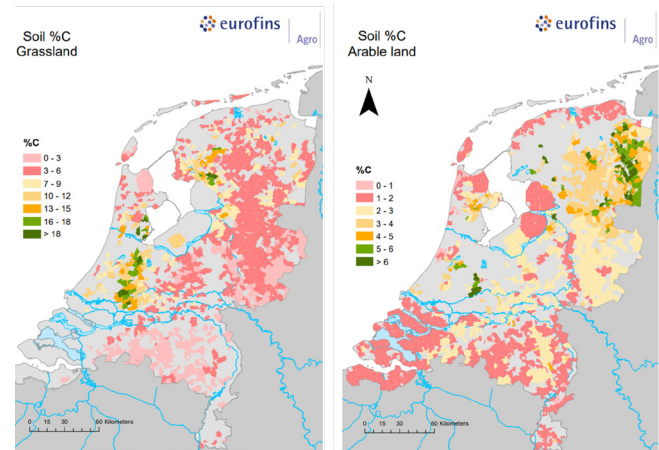 Soil %C
Grassland
eurofins
Agro
%C
0 - 3
3 - 6
7 - 9
10 - 12
13 - 15
16 - 18
> 18
0 15 30 60 Kilometers
Soil %C
Arable land
eurofins
Agro
N
%C
0 - 1
1 - 2
2 - 3
3 - 4
4 - 5
5 - 6
> 6
0 15 30 60 Kilometers